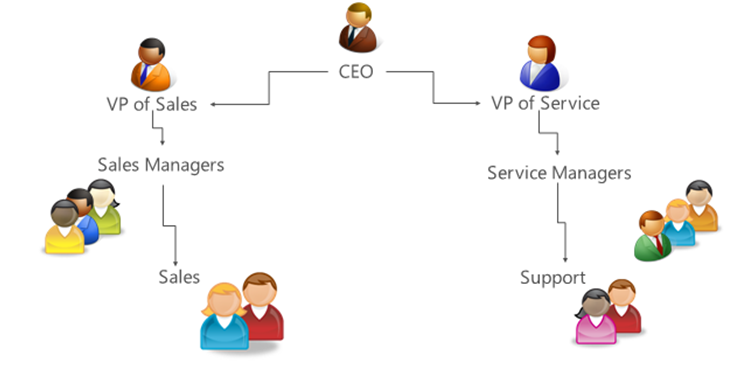 CEO
VP of Sales
VP of Service
Sales Managers
Service Managers
Sales
Support